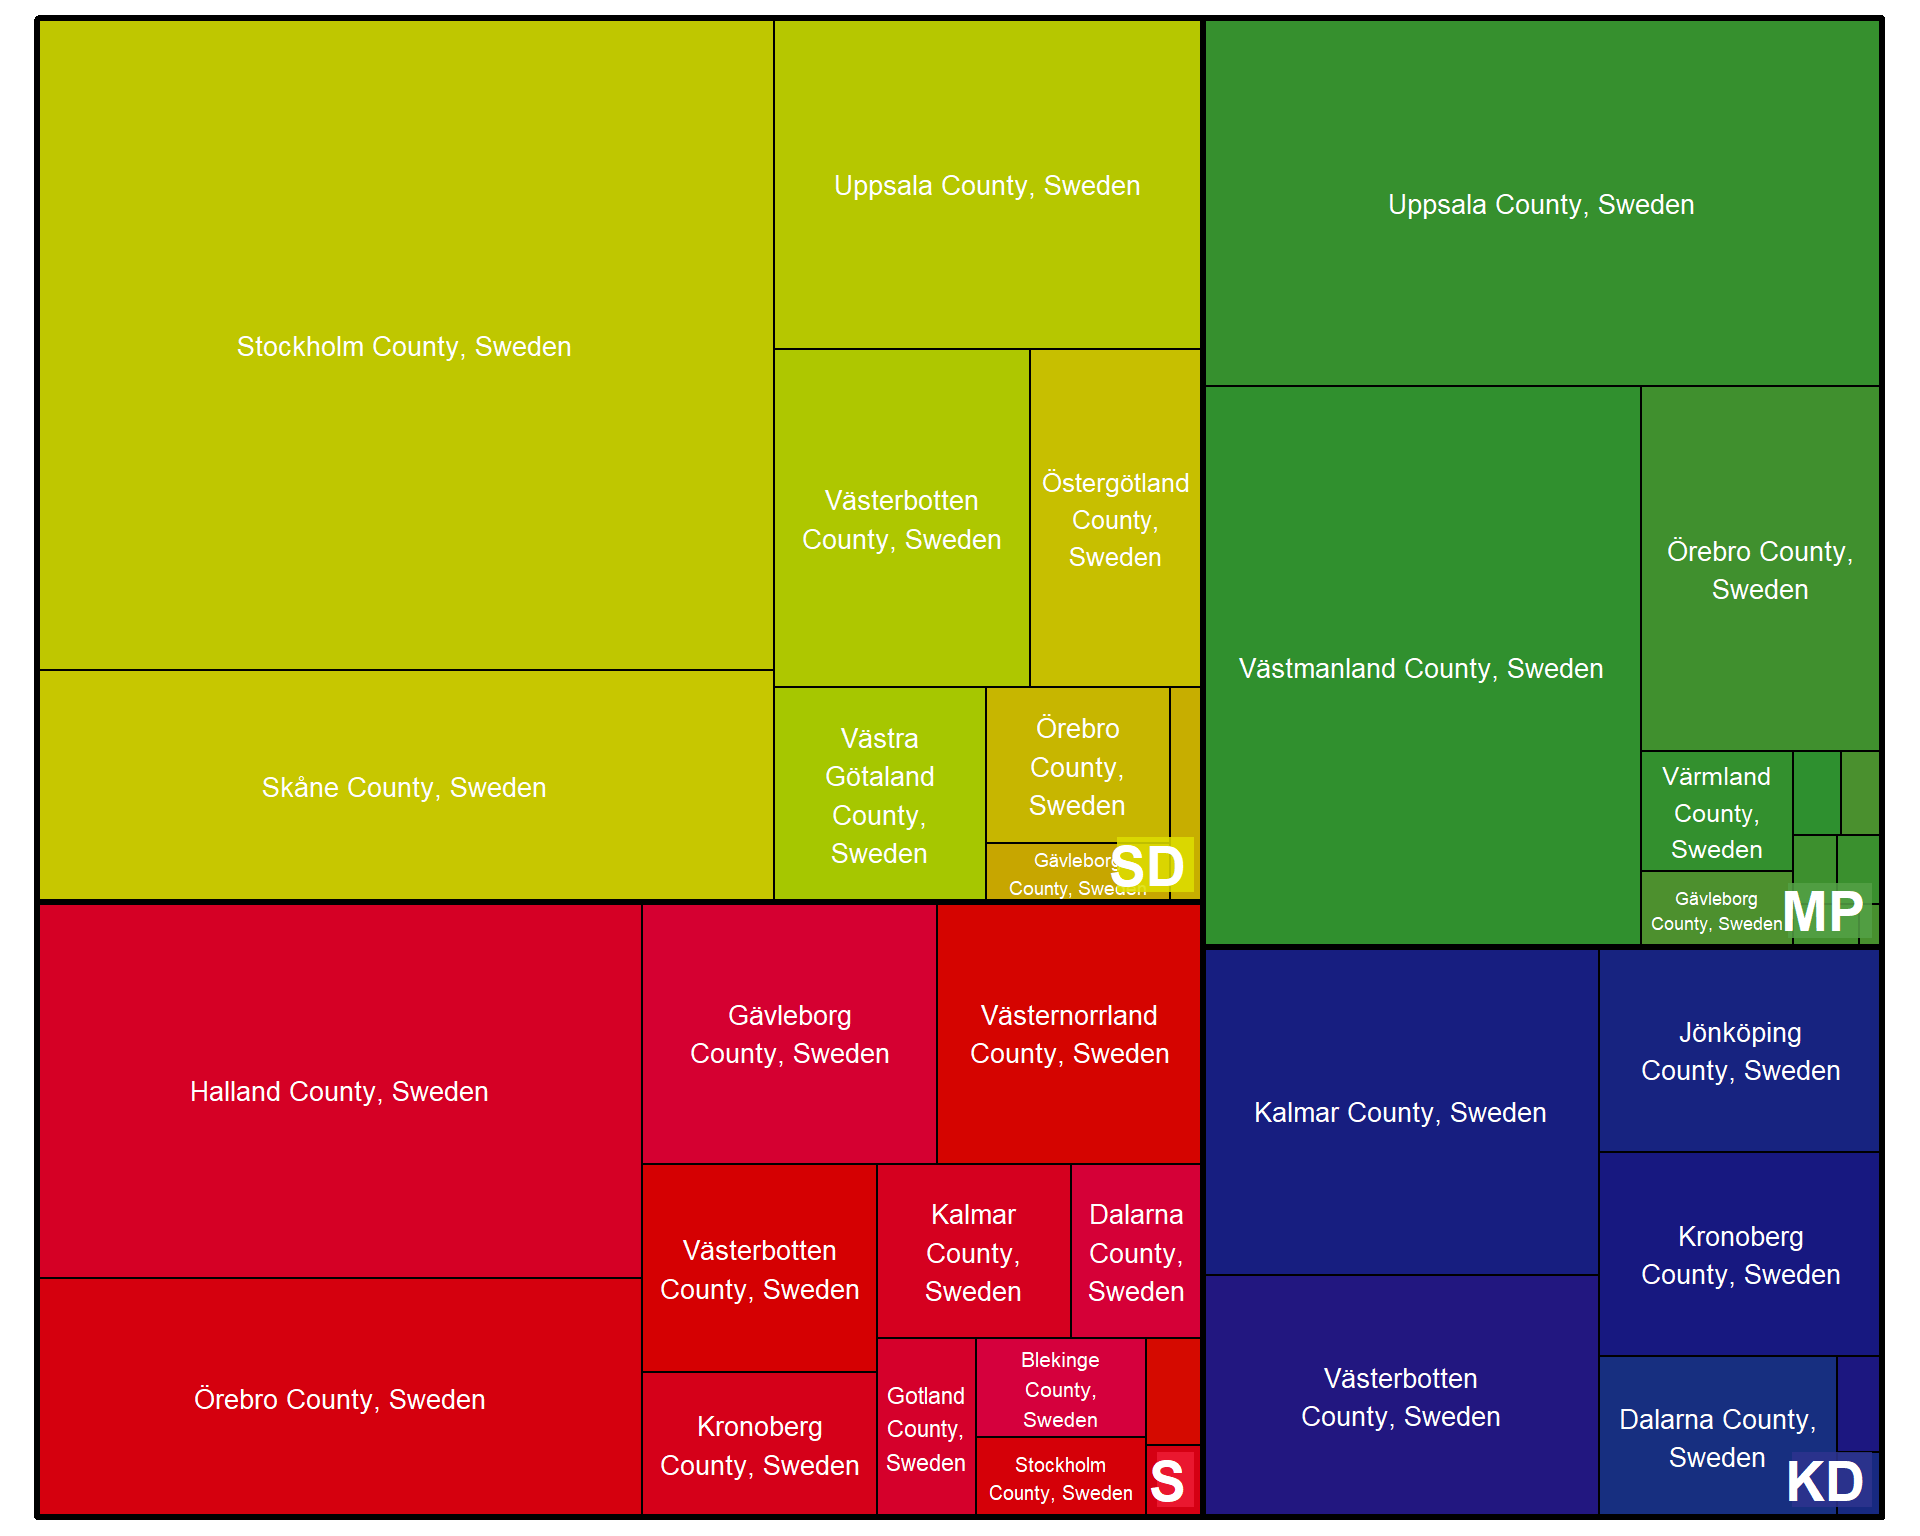 Stockholm County, Sweden
Skåne County, Sweden
Uppsala County, Sweden
Västerbotten
County, Sweden
Östergötland
County,
Sweden
Västra
Götaland
County,
Sweden
Örebro
County,
Sweden
Gävleborg
County, Sweden
SD
Uppsala County, Sweden
Västmanland County, Sweden
Örebro County,
Sweden
Värmland
County,
Sweden
Gävleborg
County, Sweden
MP
Halland County, Sweden
Örebro County, Sweden
Gävleborg
County, Sweden
Västernorrland
County, Sweden
Västerbotten
County, Sweden
Kronoberg
County, Sweden
Kalmar
County,
Sweden
Dalarna
County,
Sweden
Gotland
County,
Sweden
Blekinge
County,
Sweden
Stockholm
County, Sweden
S
Kalmar County, Sweden
Västerbotten
County, Sweden
Jönköping
County, Sweden
Kronoberg
County, Sweden
Dalarna County,
Sweden
KD